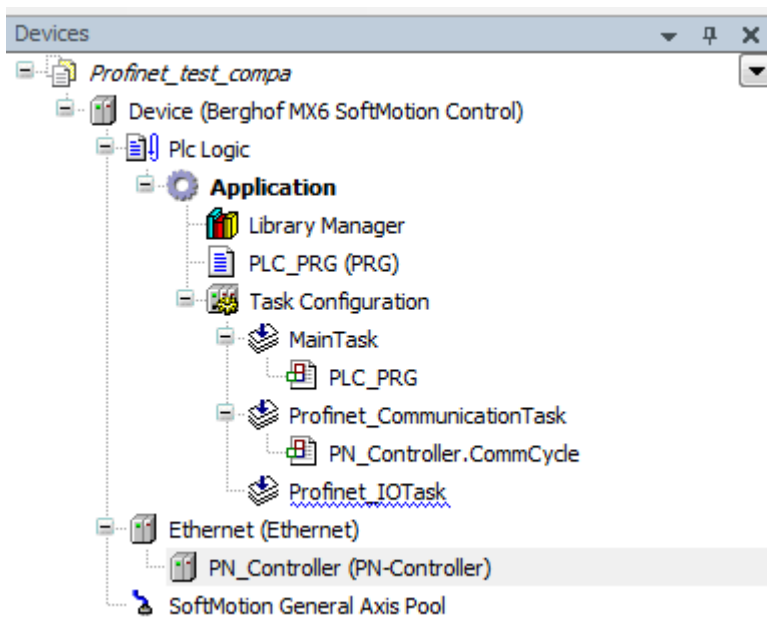 Devices
Profinet_test_compa
Device (Berghof MX6 SoftMotion Control)
Plc Logic
Application
Library Manager
PLC_PRG (PRG)
Task Configuration
MainTask
PLC_PRG
Profinet_CommunicationTask
PN_Controller.CommCycle
Profinet_IOTask
Ethernet (Ethernet)
PN_Controller (PN-Controller)
SoftMotion General Axis Pool